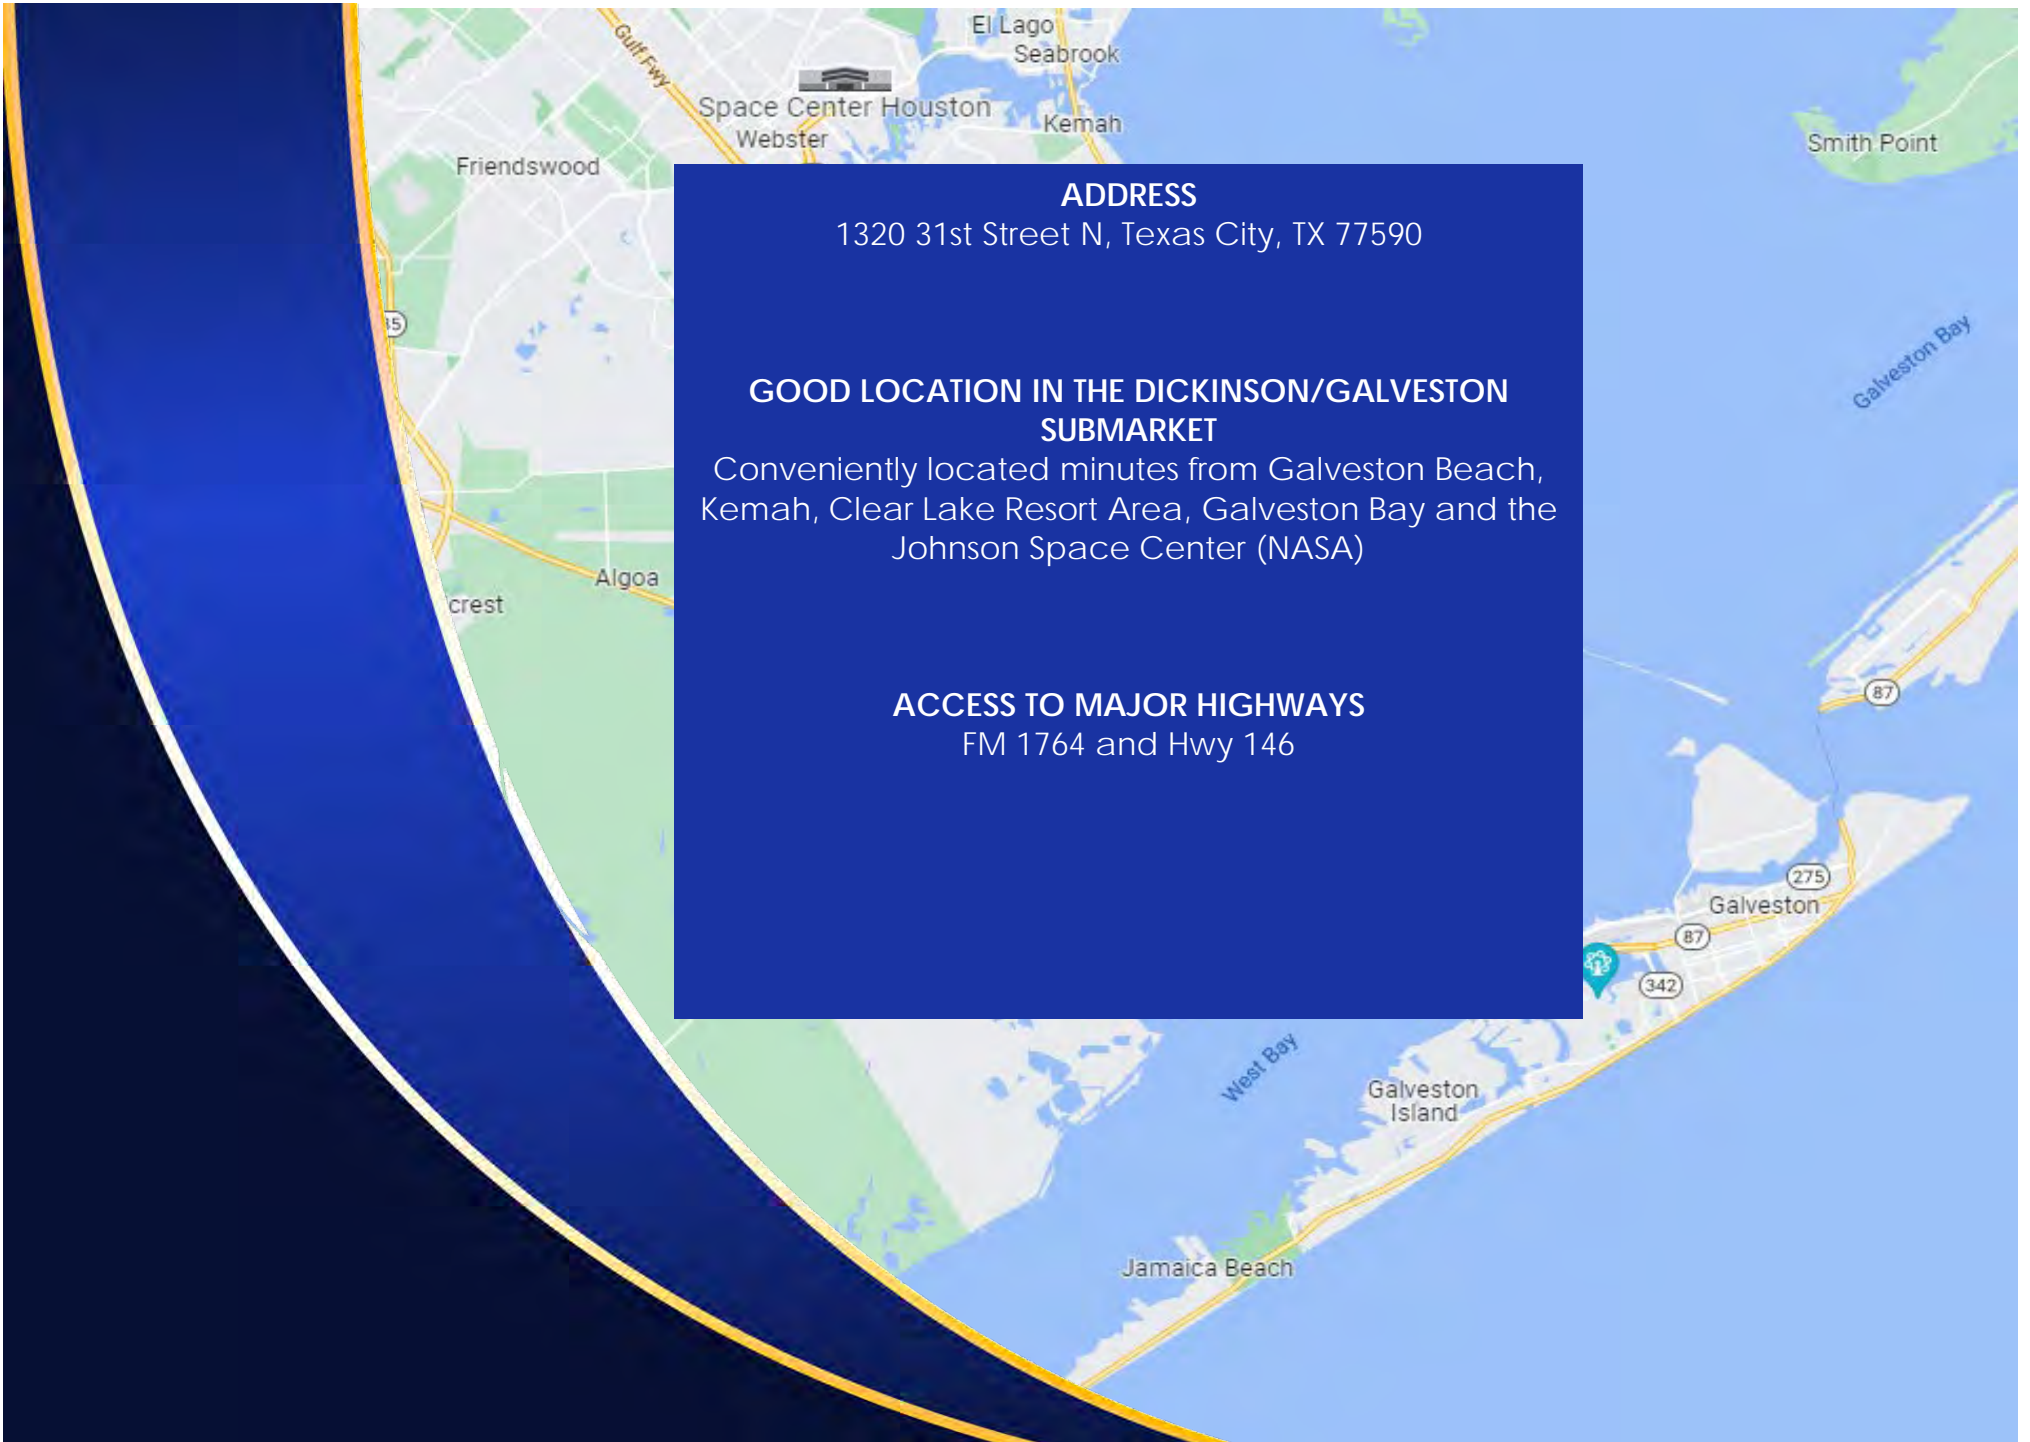 El Lago
Seabrook
Gulf Fwy
Space Center Houston
Webster
Kemah
Smith Point
Friendswood
ADDRESS
1320 31st Street N, Texas City, TX 77590
35
Galveston Bay
GOOD LOCATION IN THE DICKINSON/GALVESTON
SUBMARKET
Conveniently located minutes from Galveston Beach,
Kemah, Clear Lake Resort Area, Galveston Bay and the
Johnson Space Center (NASA)
Algoa
crest
ACCESS TO MAJOR HIGHWAYS
FM 1764 and Hwy 146
87
275
Galveston
87
342
West Bay
Galveston
Island
Jamaica Beach